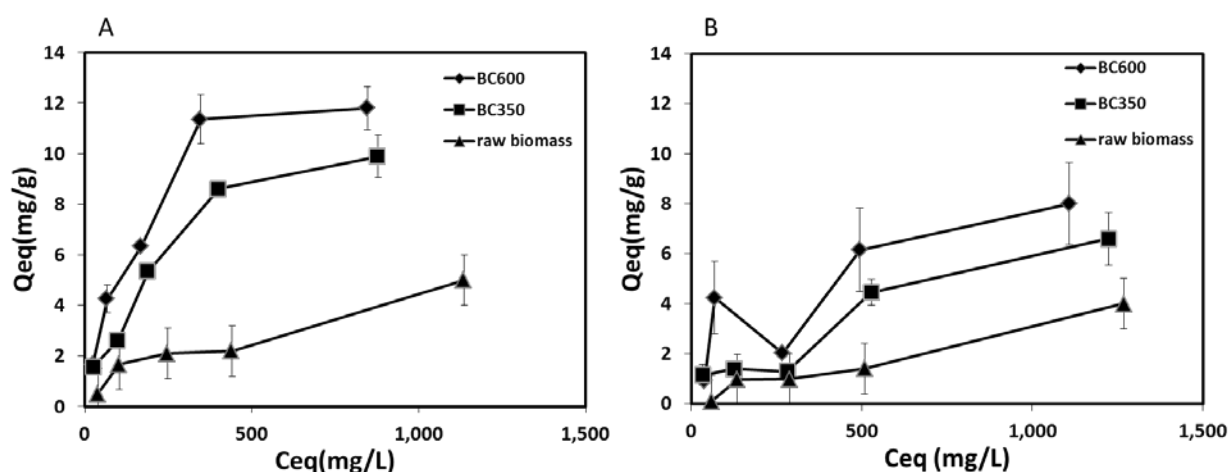 A
14
12
10
8
6
4
2
0
Qeq(mg/g)
BC600
BC350
raw biomass
0
500
1,000
1,500
Ceq(mg/L)
B
14
12
10
8
6
4
2
0
Qeq(mg/g)
BC600
BC350
raw biomass
0
500
1,000
1,500
Ceq (mg/L)